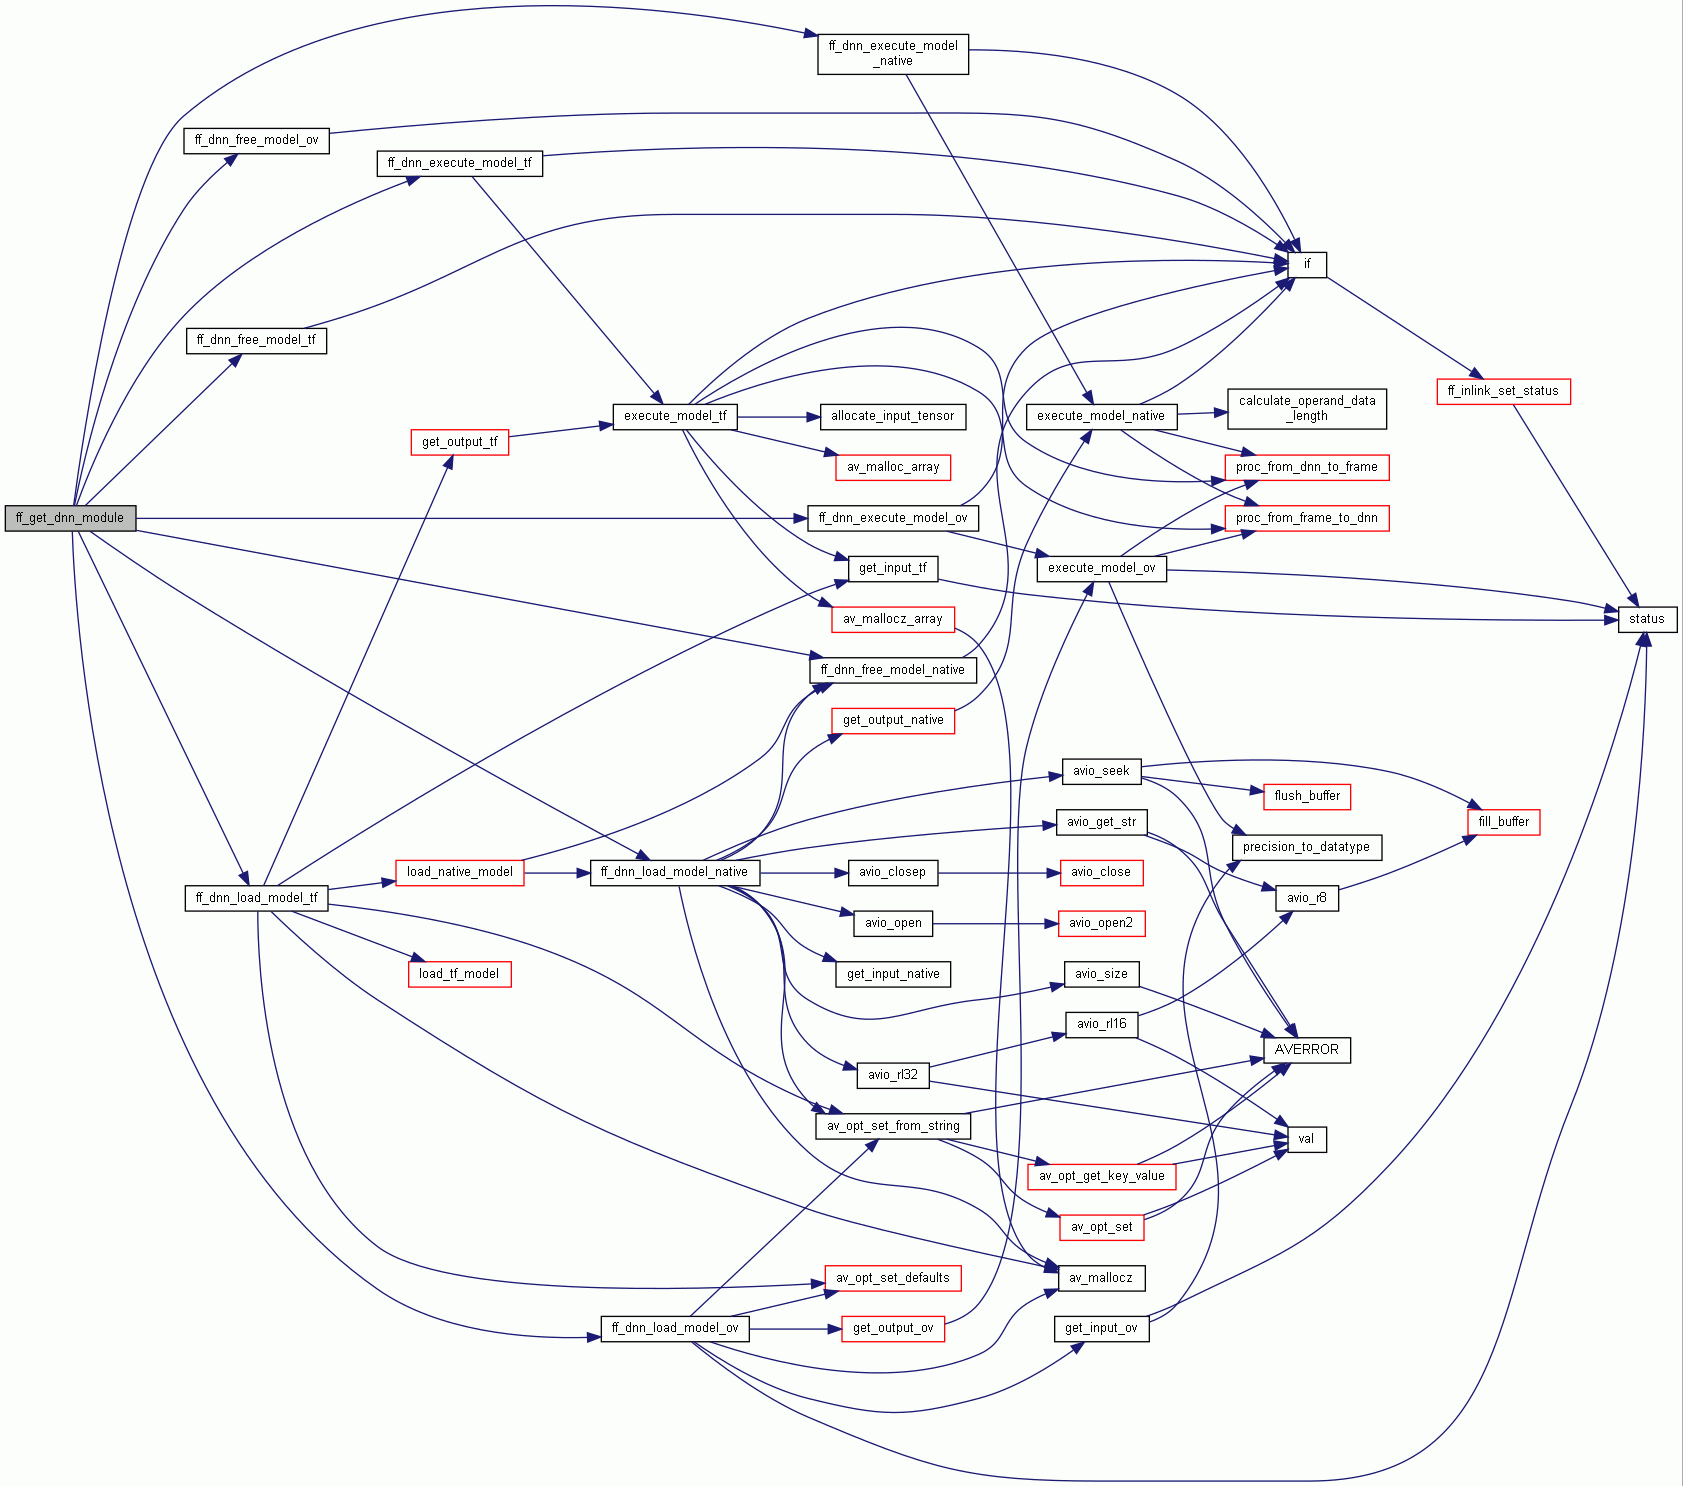 ff_dnn_execute_model
_native
ff_dnn_free_model_ov
ff_dnn_execute_model_tf
if
ff_dnn_free_model_tf
ff_inlink_set_status
calculate_operand_data
_length
execute_model_tf
allocate_input_tensor
execute_model_native
get_output_tf
av_malloc_array
proc_from_dnn_to_frame
ff_get_dnn_module
ff_dnn_execute_model_ov
proc_from_frame_to_dnn
get_input_tf
execute_model_ov
av_mallocz_array
status
ff_dnn_free_model_native
get_output_native
avio_seek
flush_buffer
avio_get_str
fill_buffer
precision_to_datatype
load_native_model
ff_dnn_load_model_native
avio_closep
avio_close
ff_dnn_load_model_tf
avio_r8
avio_open
avio_open2
load_tf_model
get_input_native
avio_size
avio_rl16
AVERROR
avio_rl32
av_opt_set_from_string
val
av_opt_get_key_value
av_opt_set
av_opt_set_defaults
av_mallocz
ff_dnn_load_model_ov
get_output_ov
get_input_ov